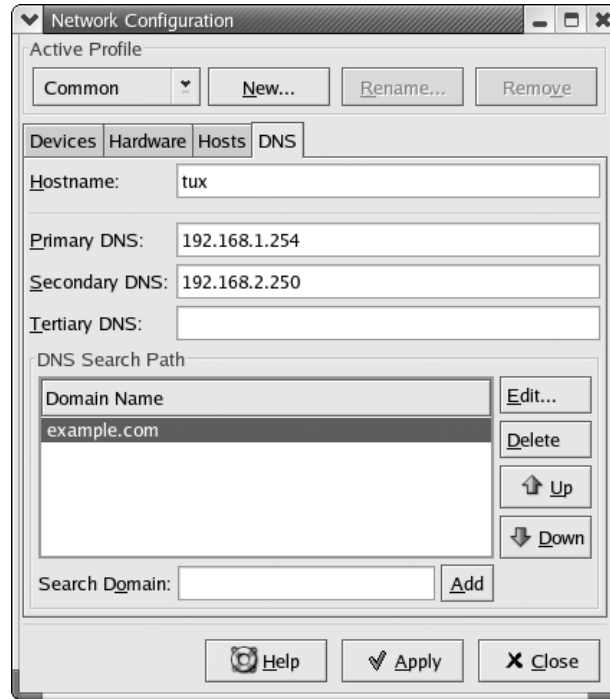 Network Configuration
Active Profile
Common New... Rename... Remove
Devices Hardware Hosts DNS
Hostname: tux
Primary DNS: 192.168.1.254
Secondary DNS: 192.168.2.250
Tertiary DNS:
DNS Search Path
Domain Name Edit...
example.com
Delete
Up
Down
Search Domain: Add
Help Apply Close